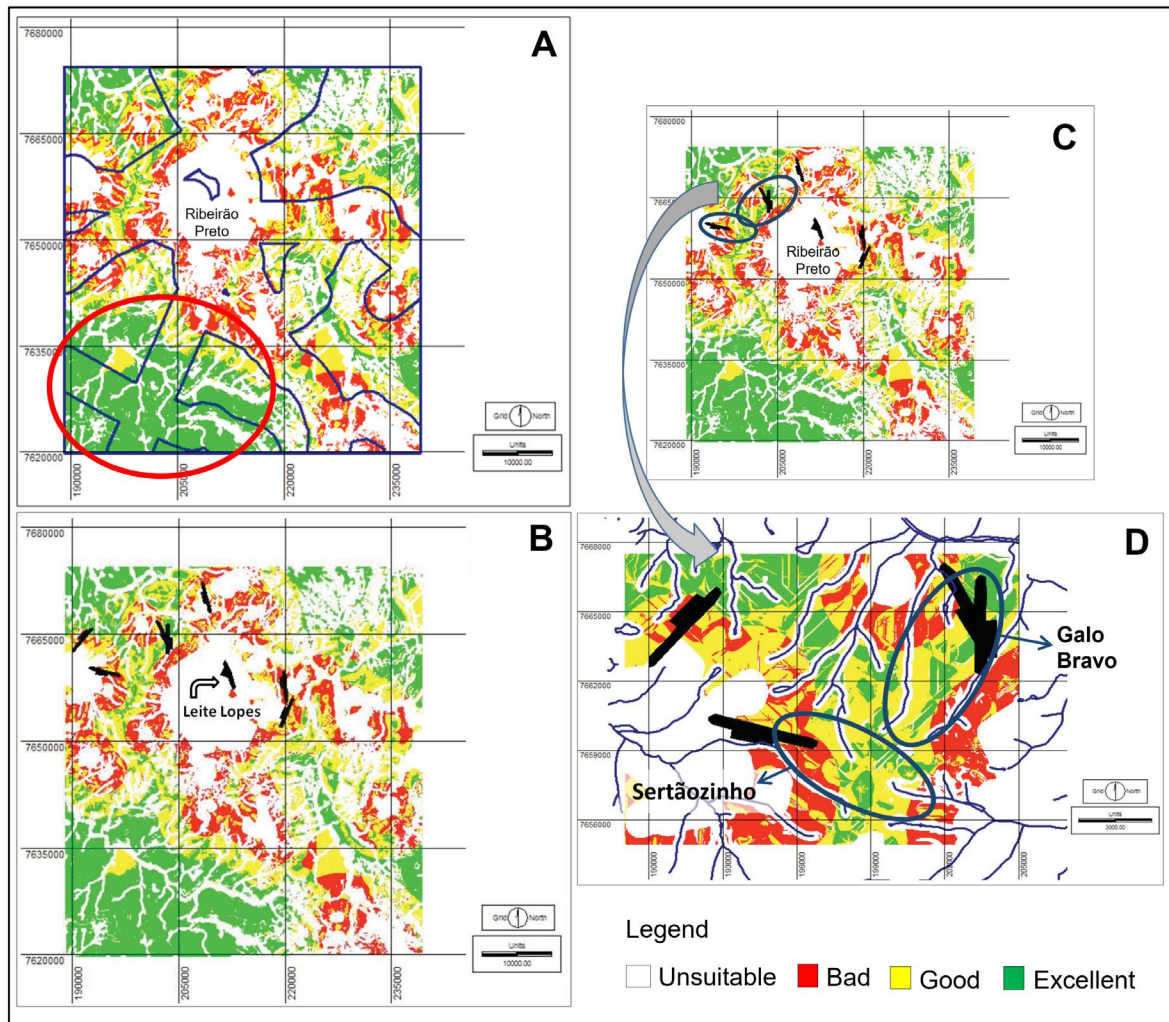 A
7680000
7665000
7650000
7635000
7620000
190000
205000
220000
235000
Ribeirão
Preto
Grid North
Units
10000.00
B
7680000
7665000
7650000
7635000
7620000
190000
205000
220000
235000
Leite Lopes
Grid North
Units
10000.00
C
7680000
7665000
7650000
7635000
7620000
190000
205000
220000
235000
Ribeirão
Preto
Grid North
Units
10000.00
D
7668000
7665000
7662000
7659000
7656000
190000
193000
196000
199000
205000
Galo
Bravo
Sertãozinho
Grid North
Units
3000.00
Legend
Unsuitable Bad Good Excellent